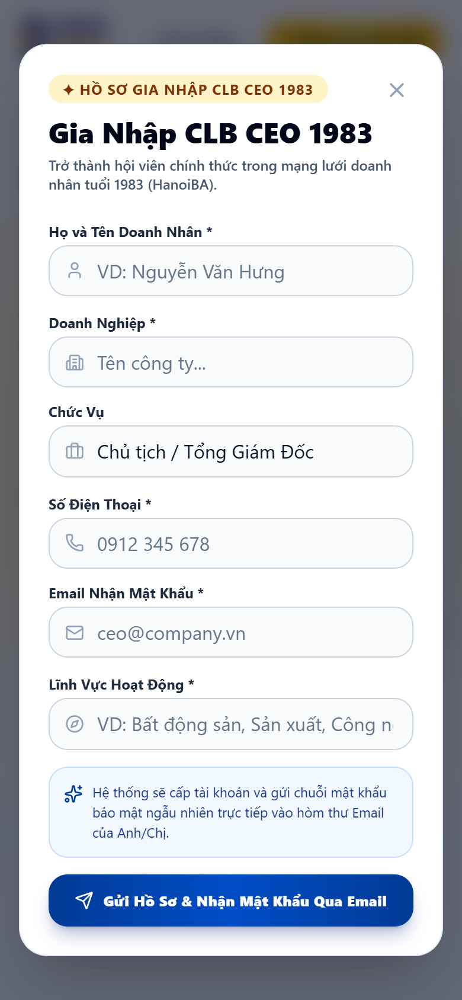 ✦ HỒ SƠ GIA NHẬP CLB CEO 1983
Gia Nhập CLB CEO 1983
Trở thành hội viên chính thức trong mạng lưới doanh
nhân tuổi 1983 (HanoiBA).
Họ và Tên Doanh Nhân *
VD: Nguyễn Văn Hưng
Doanh Nghiệp *
Tên công ty...
Chức Vụ
Chủ tịch / Tổng Giám Đốc
Số Điện Thoại *
0912 345 678
Email Nhận Mật Khẩu *
ceo@company.vn
Lĩnh Vực Hoạt Động *
VD: Bất động sản, Sản xuất, Công n
Hệ thống sẽ cấp tài khoản và gửi chuỗi mật khẩu
bảo mật ngẫu nhiên trực tiếp vào hòm thư Email
của Anh/Chị.
Gửi Hồ Sơ & Nhận Mật Khẩu Qua Email